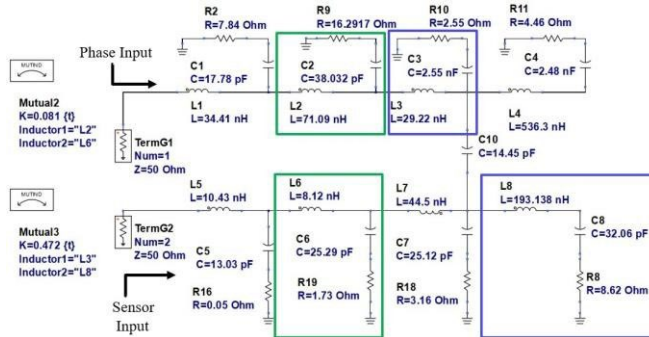 R2
R=7.84 Ohm
R9
R=16.2917 Ohm
R10
R=2.55 Ohm
R11
R=4.46 Ohm
Phase Input
C1
C=17.78 pF
C2
C=38.032 pF
C3
C=2.55 nF
C4
C=2.48 nF
MUTIND
Mutual2
K=0.081 {t}
Inductor1="L2"
Inductor2="L6"
L1
L=34.41 nH
L2
L=71.09 nH
L3
L=29.22 nH
L4
L=536.3 nH
TermG1
Num=1
Z=50 Ohm
C10
C=14.45 pF
MUTIND
Mutual3
K=0.472 {t}
Inductor1="L3"
Inductor2="L8"
L5
L=10.43 nH
L6
L=8.12 nH
L7
L=44.5 nH
L8
L=193.138 nH
TermG2
Num=2
Z=50 Ohm
C5
C=13.03 pF
C6
C=25.29 pF
C7
C=25.12 pF
C8
C=32.06 pF
R16
R=0.05 Ohm
R19
R=1.73 Ohm
R18
R=3.16 Ohm
R8
R=8.62 Ohm
Sensor
Input